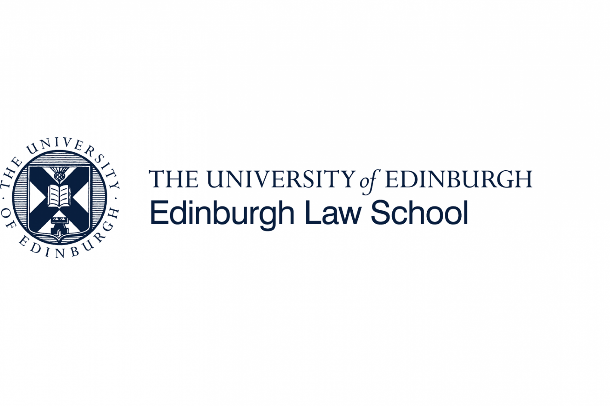 THE UNIVERSITY
OF EDINBURGH
THE UNIVERSITY of EDINBURGH
Edinburgh Law School